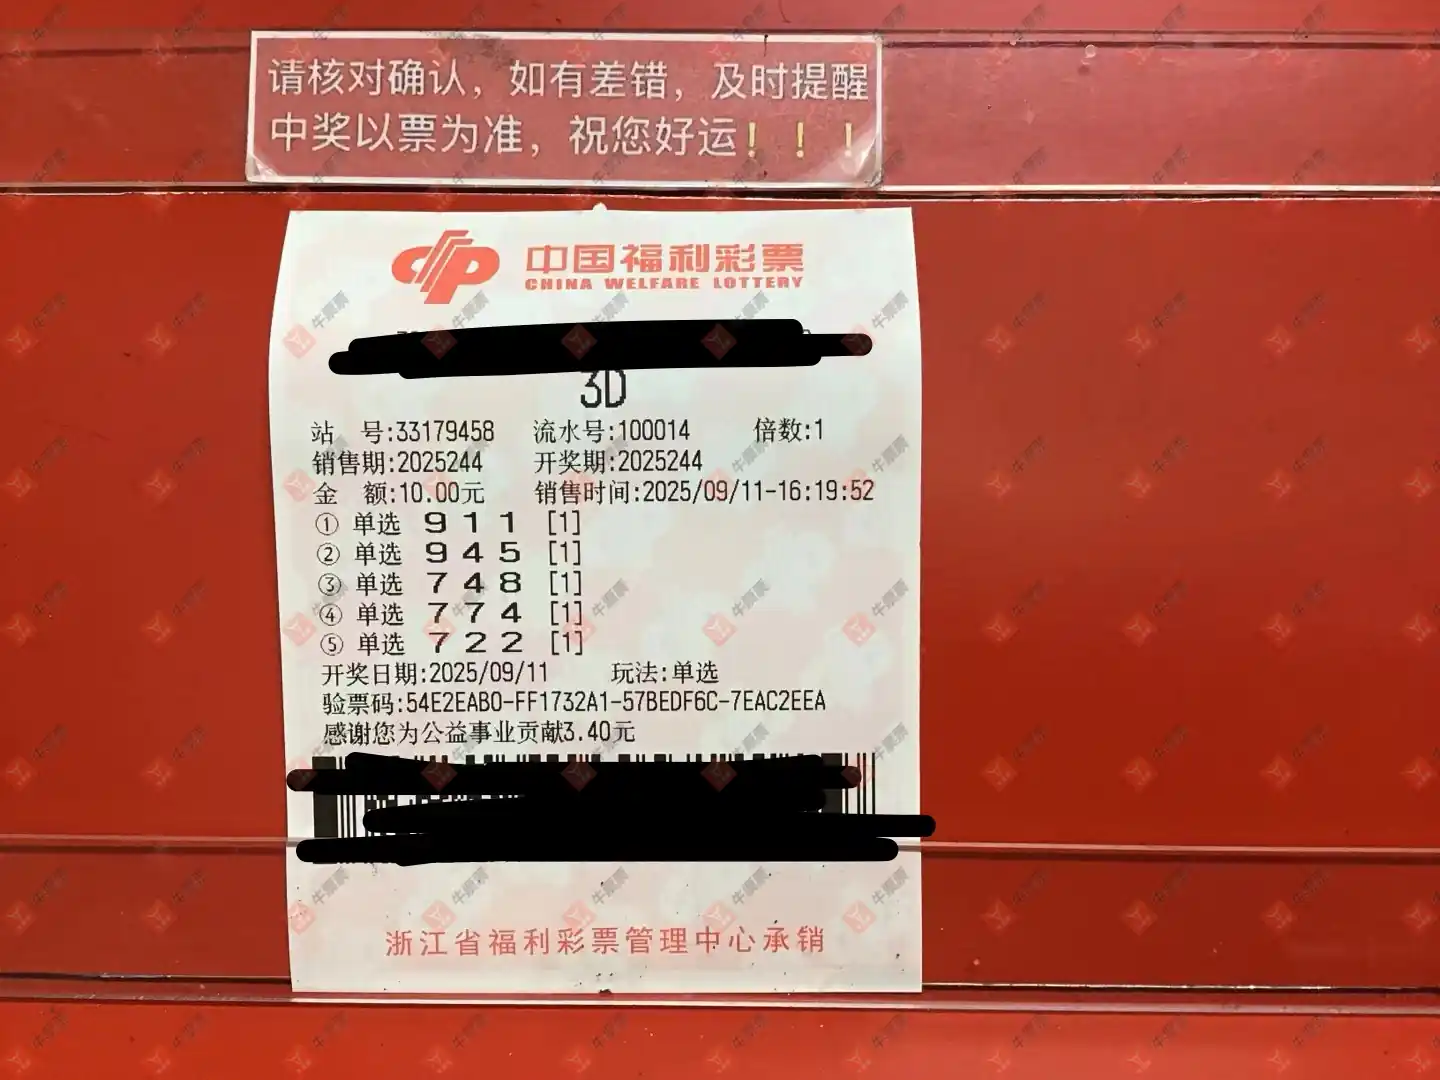 请核对确认，如有差错，及时提醒
中奖以票为准，祝您好运！！！
中国福利彩票
CHINA WELFARE LOTTERY
3D
站 号:33179458 流水号:100014 倍数:1
销售期:2025244 开奖期:2025244
金 额:10.00元 销售时间:2025/09/11-16:19:52
① 单选 9 1 1 [1]
② 单选 9 4 5 [1]
③ 单选 7 4 8 [1]
④ 单选 7 7 4 [1]
⑤ 单选 7 2 2 [1]
开奖日期:2025/09/11 玩法:单选
验票码:54E2EAB0-FF1732A1-57BEDF6C-7EAC2EEA
感谢您为公益事业贡献3.40元
浙江省福利彩票管理中心承销